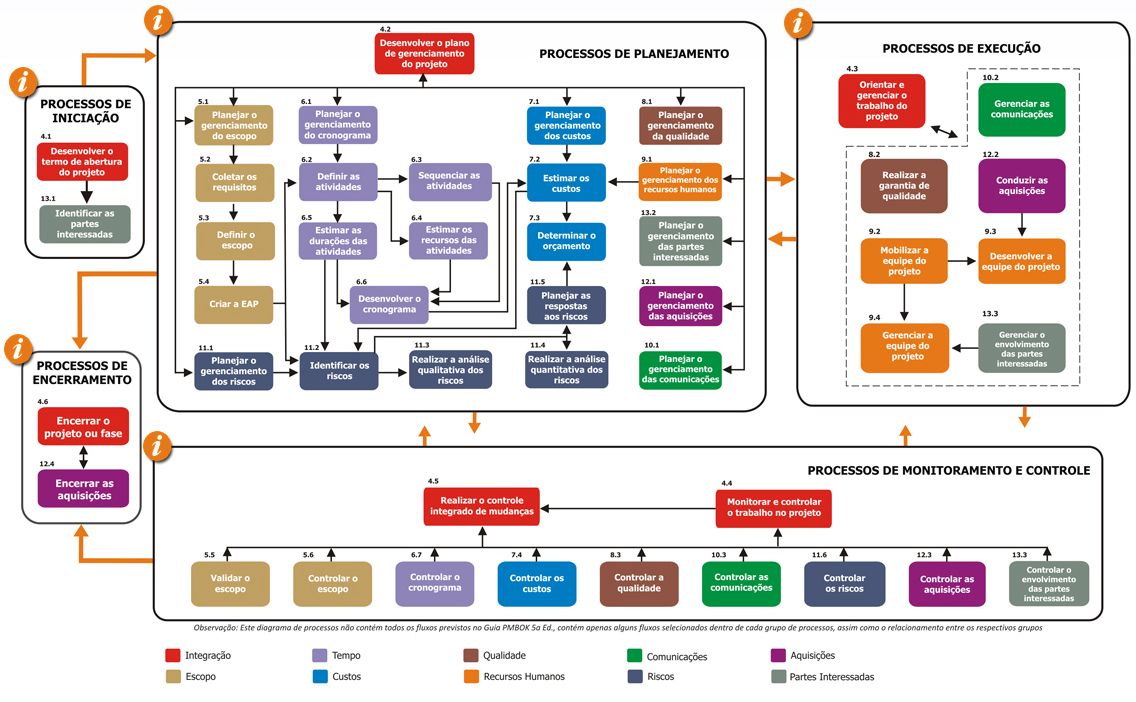 i
PROCESSOS DE
INICIAÇÃO
4.1
Desenvolver o
termo de abertura
do projeto
13.1
Identificar as
partes
interessadas
i
PROCESSOS DE PLANEJAMENTO
4.2
Desenvolver o plano
de gerenciamento
do projeto
5.1
Planejar o
gerenciamento
do escopo
6.1
Planejar o
gerenciamento
do cronograma
7.1
Planejar o
gerenciamento
dos custos
8.1
Planejar o
gerenciamento
da qualidade
5.2
Coletar os
requisitos
6.2
Definir as
atividades
6.3
Sequenciar as
atividades
7.2
Estimar os
custos
9.1
Planejar o
gerenciamento dos
recursos humanos
5.3
Definir o
escopo
6.5
Estimar as
durações das
atividades
6.4
Estimar os
recursos das
atividades
7.3
Determinar o
orçamento
13.2
Planejar o
gerenciamento
das partes
interessadas
5.4
Criar a EAP
6.6
Desenvolver o
cronograma
11.5
Planejar as
respostas
aos riscos
12.1
Planejar o
gerenciamento
das aquisições
11.1
Planejar o
gerenciamento
dos riscos
11.2
Identificar os
riscos
11.3
Realizar a análise
qualitativa dos
riscos
11.4
Realizar a análise
quantitativa dos
riscos
10.1
Planejar o
gerenciamento
das comunicações
i
PROCESSOS DE EXECUÇÃO
4.3
Orientar e
gerenciar o
trabalho do
projeto
10.2
Gerenciar as
comunicações
8.2
Realizar a
garantia de
qualidade
12.2
Conduzir as
aquisições
9.2
Mobilizar a
equipe do
projeto
9.3
Desenvolver a
equipe do projeto
9.4
Gerenciar a
equipe do
projeto
13.3
Gerenciar o
envolvimento
das partes
interessadas
i
PROCESSOS DE
ENCERRAMENTO
4.6
Encerrar o
projeto ou fase
12.4
Encerrar as
aquisições
i
PROCESSOS DE MONITORAMENTO E CONTROLE
4.5
Realizar o controle
integrado de mudanças
4.4
Monitorar e controlar
o trabalho no projeto
5.5
Validar o
escopo
5.6
Controlar o
escopo
6.7
Controlar o
cronograma
7.4
Controlar os
custos
8.3
Controlar a
qualidade
10.3
Controlar as
comunicações
11.6
Controlar
os riscos
12.3
Controlar as
aquisições
13.3
Controlar o
envolvimento
das partes
interessadas
Observação: Este diagrama de processos não contém todos os fluxos previstos no Guia PMBOK 5a Ed., contém apenas alguns fluxos selecionados dentro de cada grupo de processos, assim como o relacionamento entre os respectivos grupos
Integração
Tempo
Qualidade
Comunicações
Aquisições
Escopo
Custos
Recursos Humanos
Riscos
Partes Interessadas